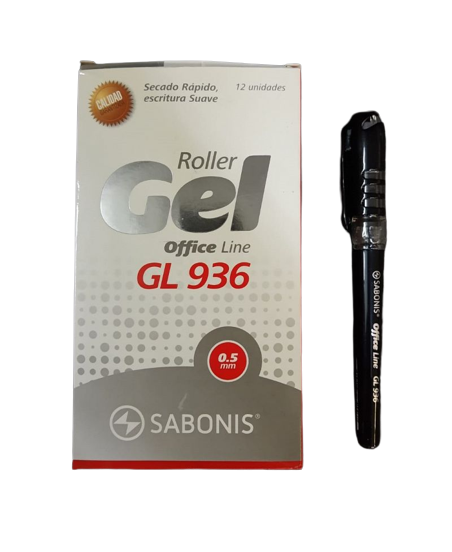 CALIDAD
Secado Rápido,
escritura Suave
12 unidades
Roller
Gel
Office Line
GL 936
0.5
mm
SABONIS®
SABONIS®
Office Line
GL 936